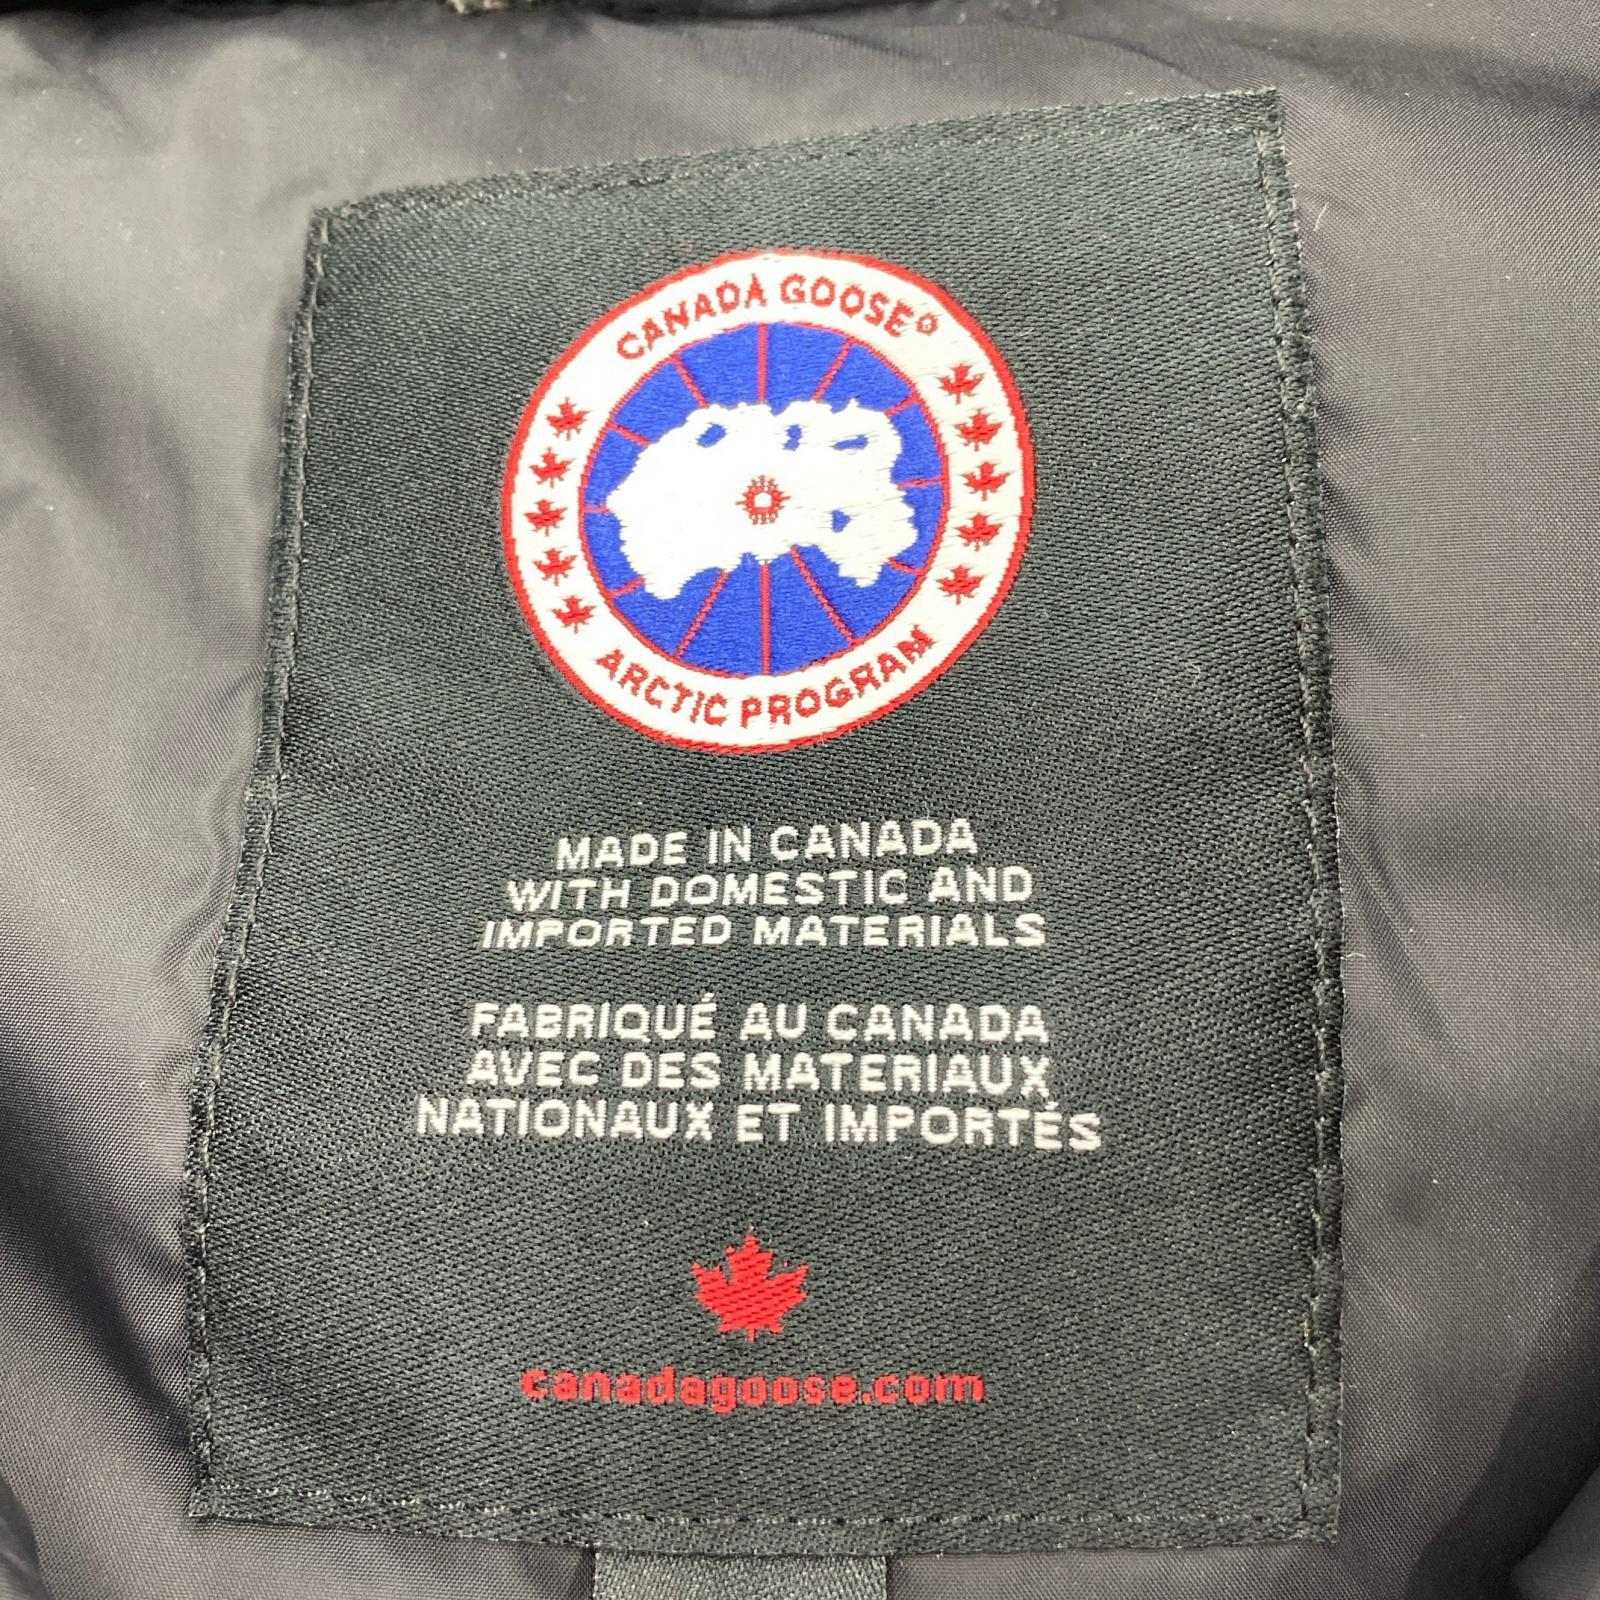 CANADA GOOSE®
ARCTIC PROGRAM
MADE IN CANADA
WITH DOMESTIC AND
IMPORTED MATERIALS
FABRIQUÉ AU CANADA
AVEC DES MATERIAUX
NATIONAUX ET IMPORTÉS
canadagoose.com